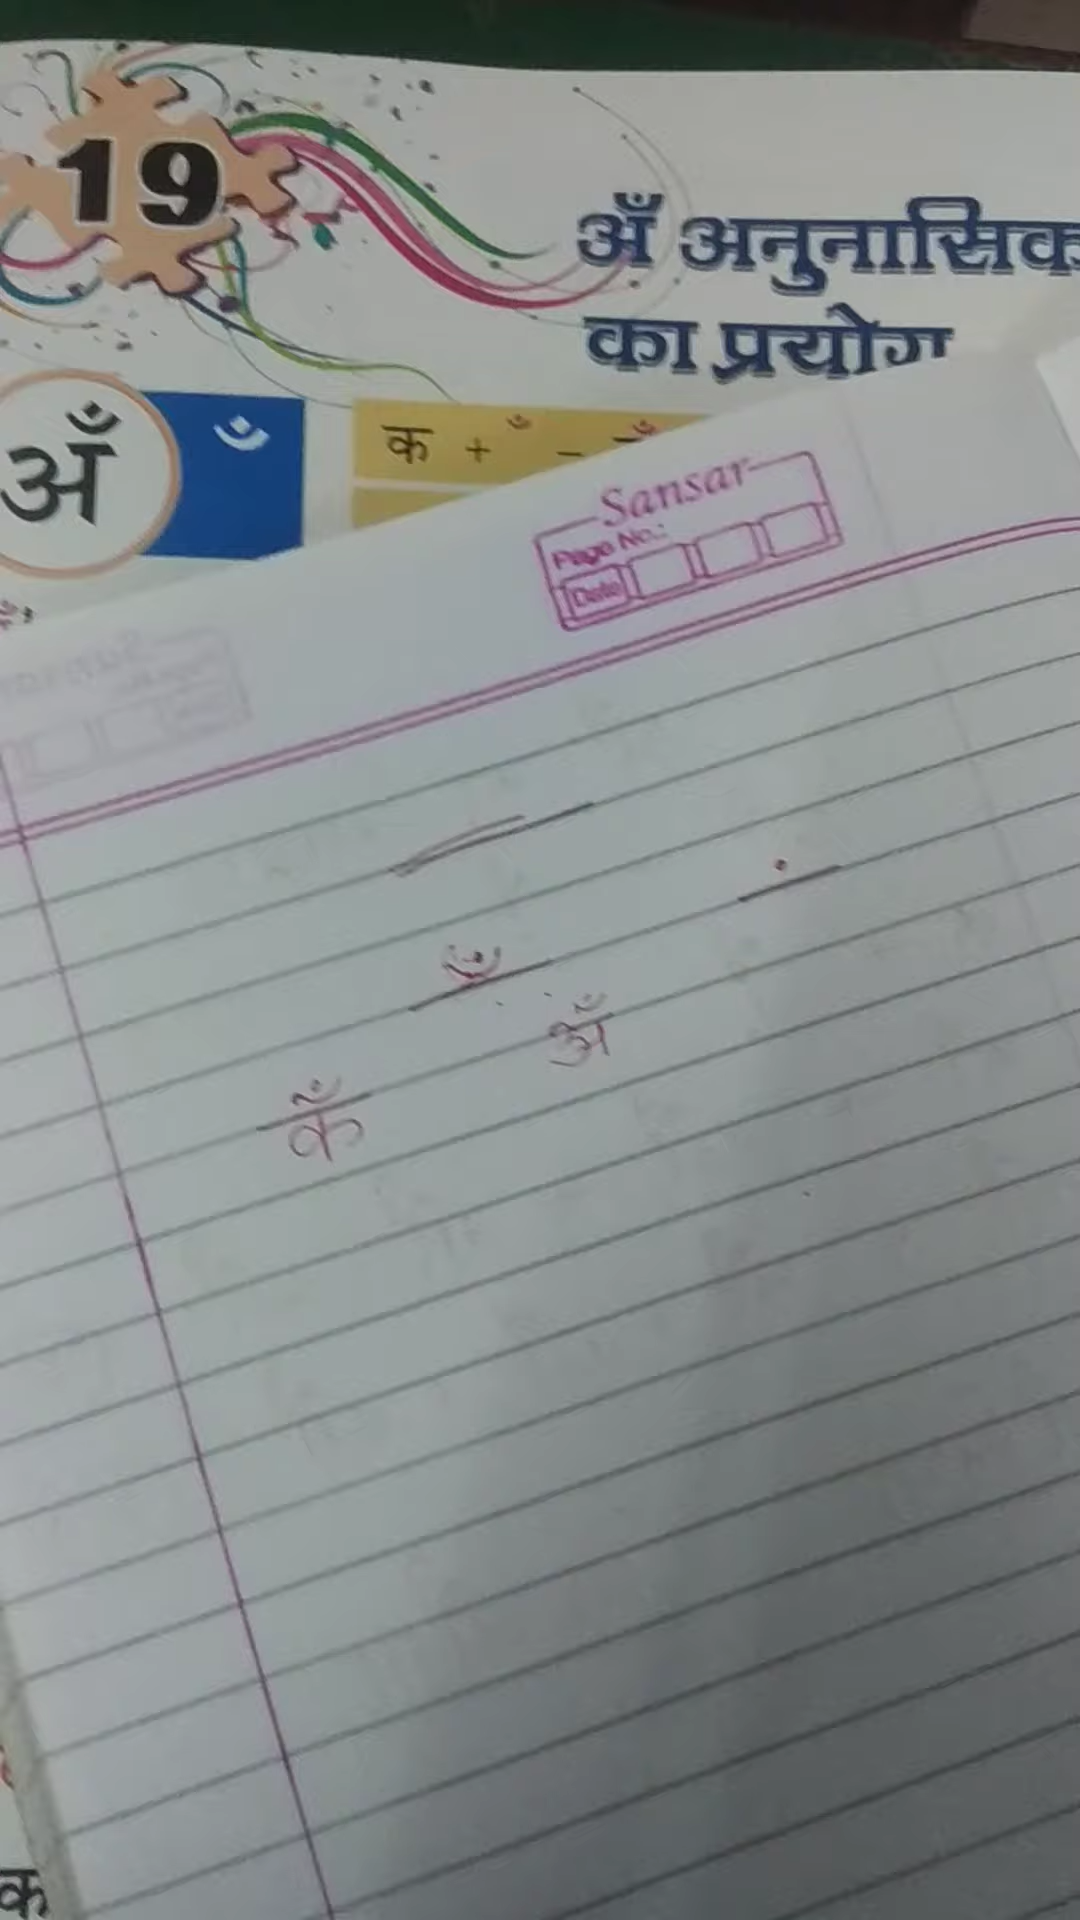 19
अँ अनुनासिक
का प्रयोग
अँ ँ क + ँ -
Sansar
Page No.:
Date
ँ
अँ
कँ
क